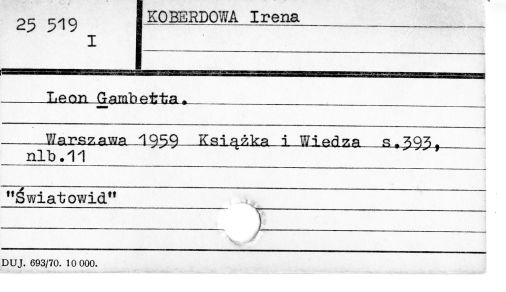 25 519
I
KOBERDOWA Irena
Leon Gambetta.
Warszawa 1959 Książka i Wiedza s.393,
nlb.11
"Światowid"
DUJ. 693/70. 10 000.